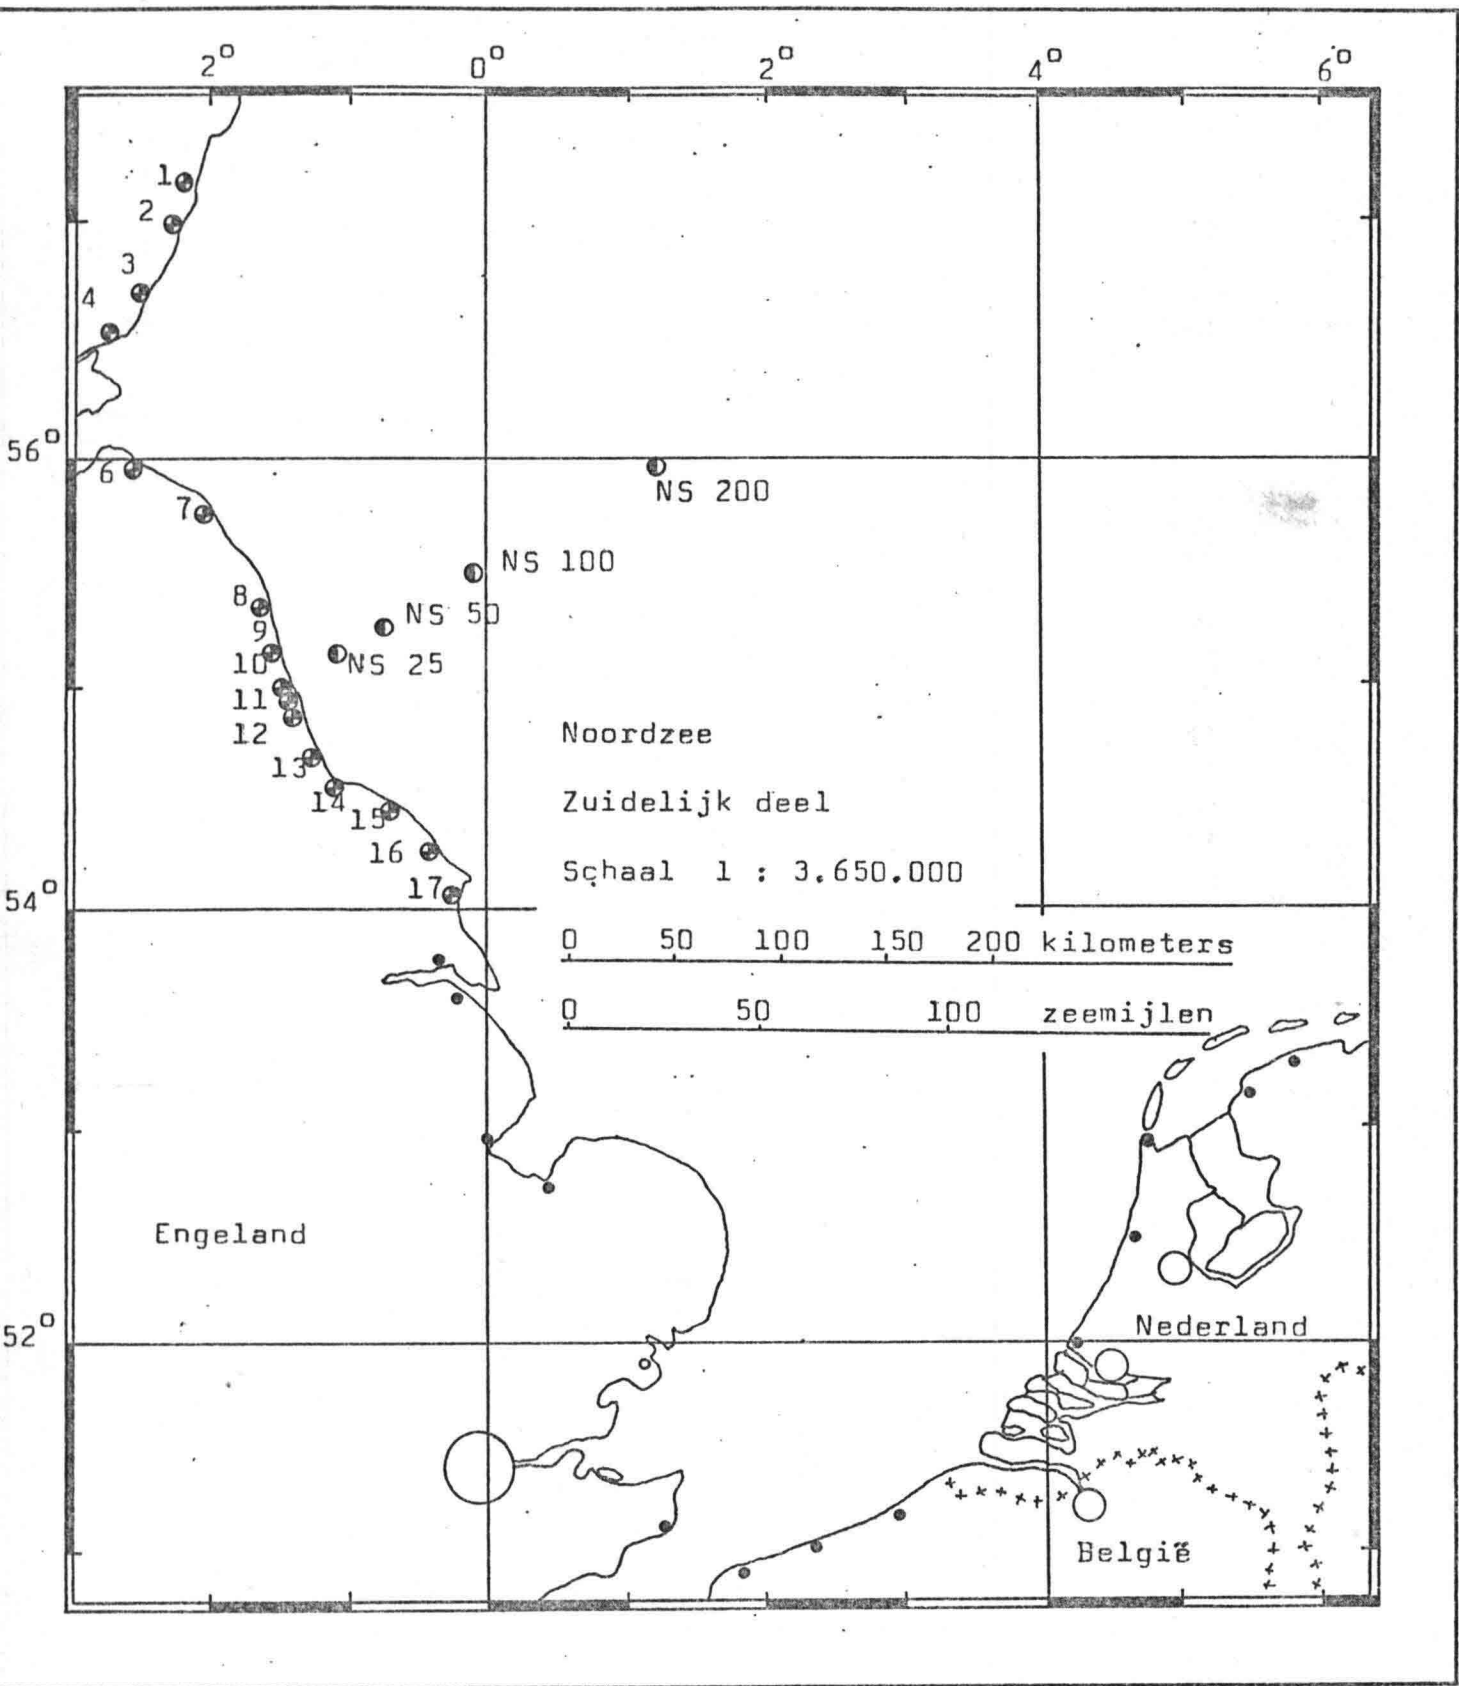 2° 0° 2° 4° 6°
1
2
3
4
56°
6
NS 200
7
NS 100
8
NS 50
9
10
NS 25
11
12
Noordzee
13
14
Zuidelijk deel
15
16
Schaal 1 : 3.650.000
17
54°
0 50 100 150 200 kilometers
0 50 100 zeemijlen
Engeland
52°
Nederland
België